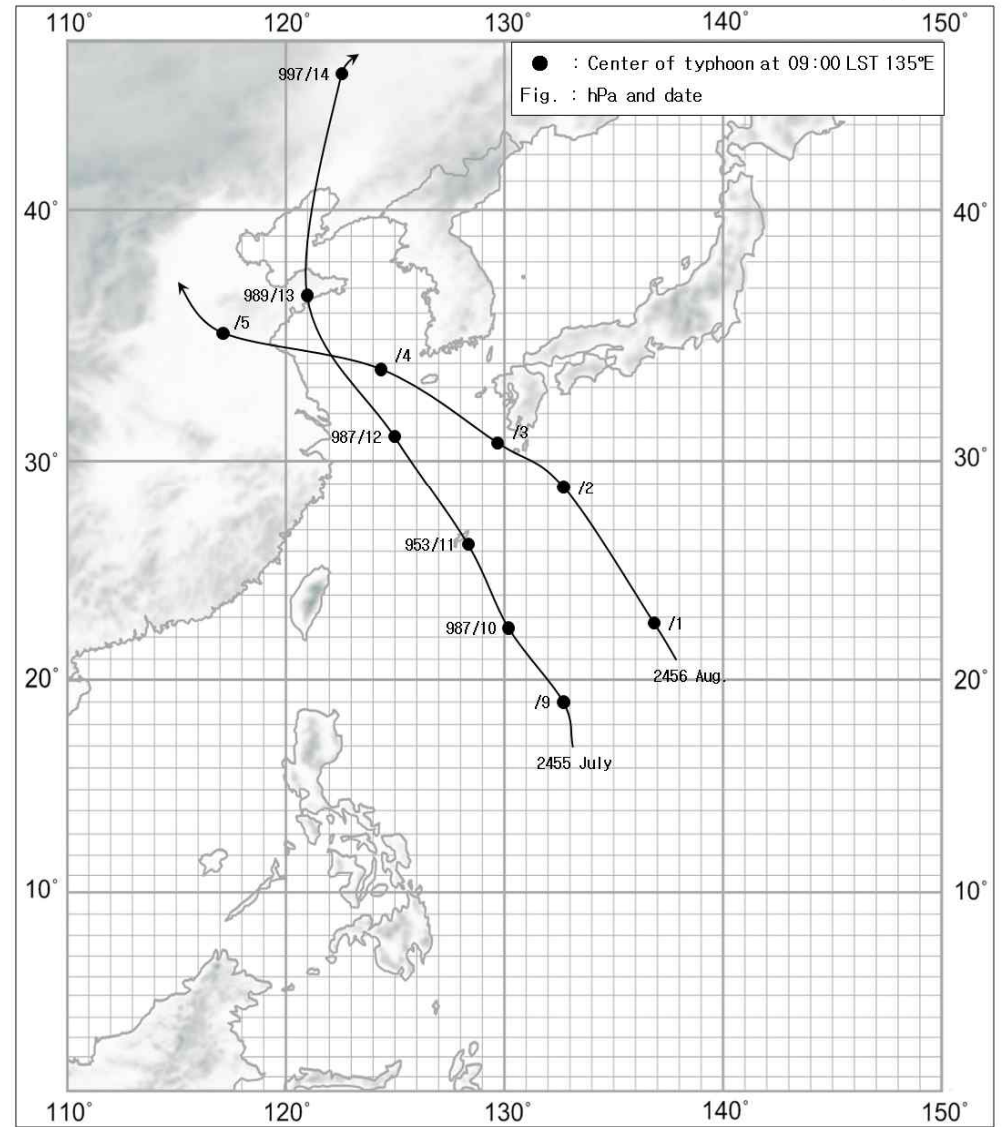 110° 120° 130° 140° 150°
● : Center of typhoon at 09:00 LST 135°E
Fig. : hPa and date
997/14
40° 40°
989/13
/5
/4
987/12
/3
30° 30°
/2
953/11
987/10
/1
2456 Aug.
20° 20°
/9
2455 July
10° 10°
110° 120° 130° 140° 150°